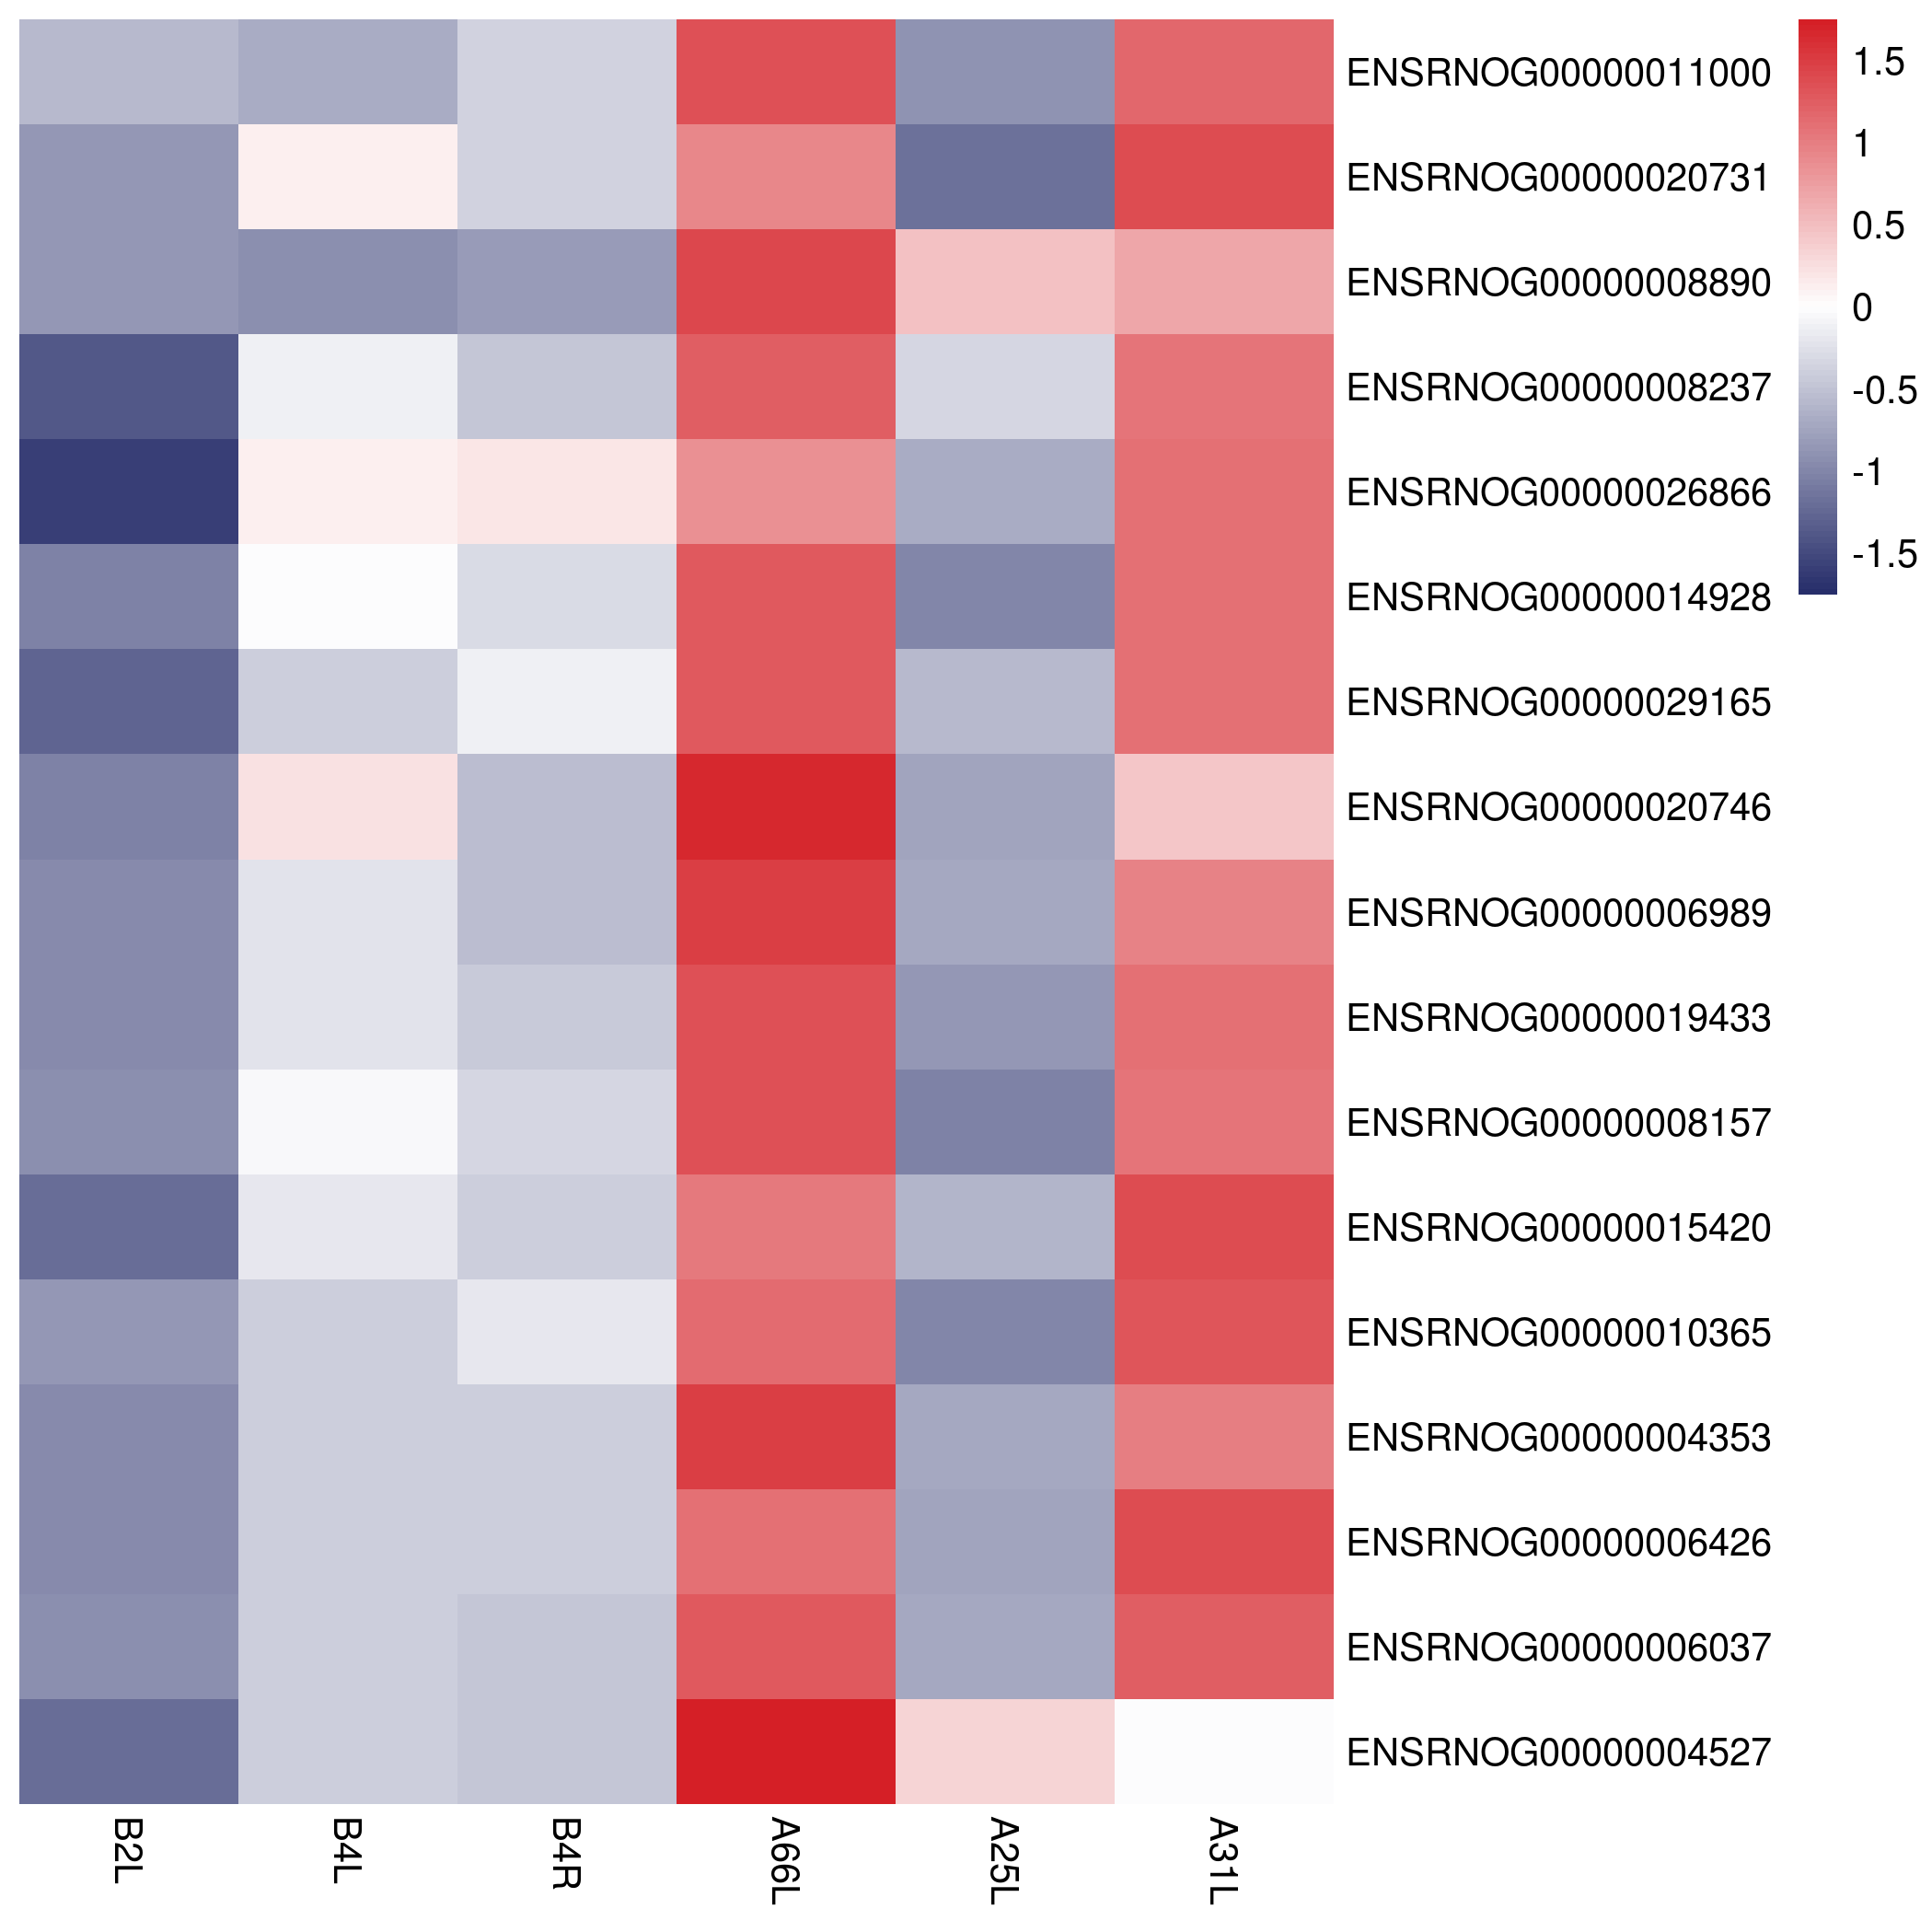 ENSRNOG00000011000
ENSRNOG00000020731
ENSRNOG00000008890
ENSRNOG00000008237
ENSRNOG00000026866
ENSRNOG00000014928
ENSRNOG00000029165
ENSRNOG00000020746
ENSRNOG00000006989
ENSRNOG00000019433
ENSRNOG00000008157
ENSRNOG00000015420
ENSRNOG00000010365
ENSRNOG00000004353
ENSRNOG00000006426
ENSRNOG00000006037
ENSRNOG00000004527
1.5
1
0.5
0
-0.5
-1
-1.5
B2L
B4L
B4R
A66L
A25L
A31L